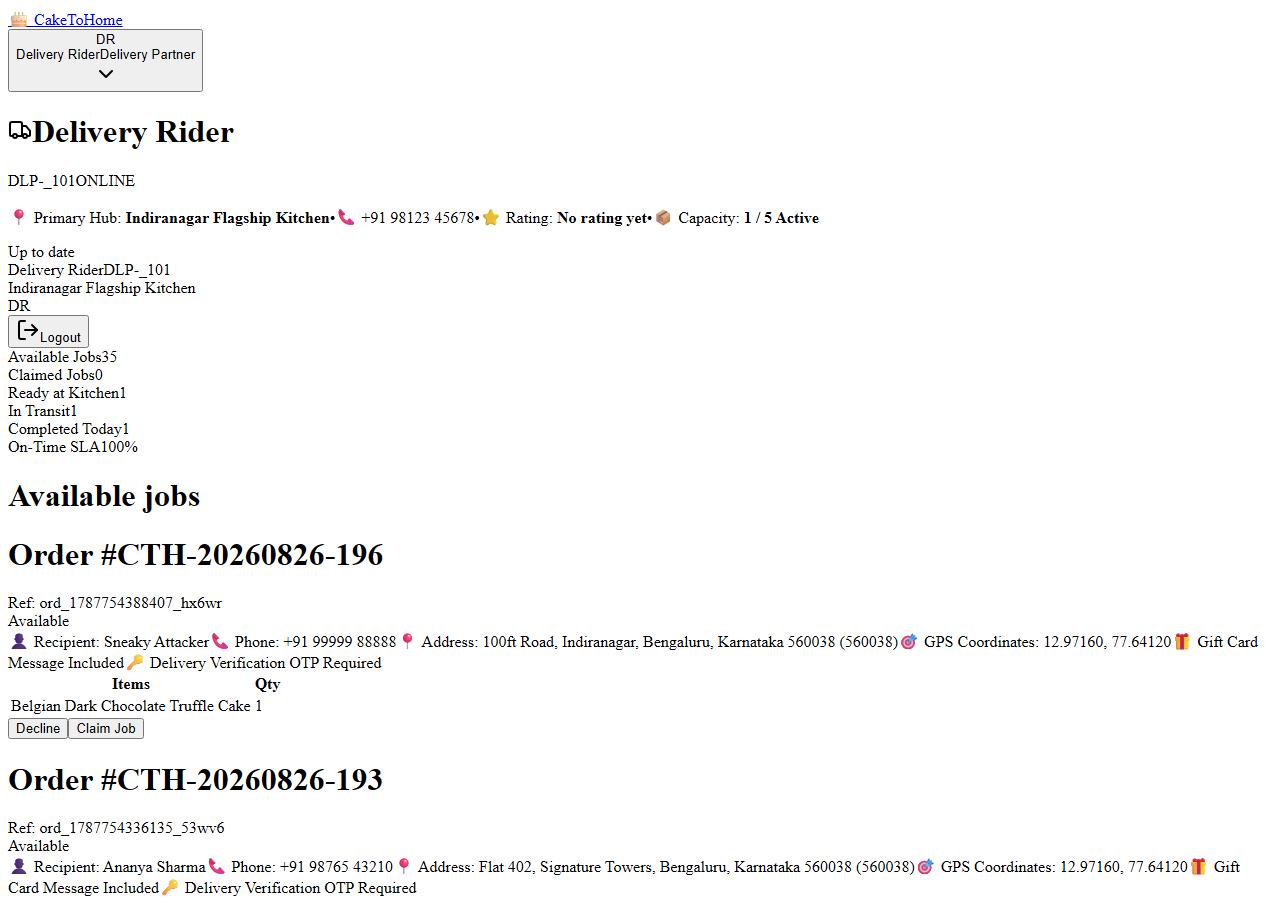 🎂 CakeToHome
DR
Delivery RiderDelivery Partner
Delivery Rider
DLP-_101ONLINE
📍 Primary Hub: Indiranagar Flagship Kitchen•📞 +91 98123 45678•⭐ Rating: No rating yet•📦 Capacity: 1 / 5 Active
Up to date
Delivery RiderDLP-_101
Indiranagar Flagship Kitchen
DR
Logout
Available Jobs35
Claimed Jobs0
Ready at Kitchen1
In Transit1
Completed Today1
On-Time SLA100%
Available jobs
Order #CTH-20260826-196
Ref: ord_1787754388407_hx6wr
Available
👤 Recipient: Sneaky Attacker📞 Phone: +91 99999 88888📍 Address: 100ft Road, Indiranagar, Bengaluru, Karnataka 560038 (560038)🎯 GPS Coordinates: 12.97160, 77.64120🎁 Gift Card
Message Included🔑 Delivery Verification OTP Required
Items Qty
Belgian Dark Chocolate Truffle Cake 1
Decline Claim Job
Order #CTH-20260826-193
Ref: ord_1787754336135_53wv6
Available
👤 Recipient: Ananya Sharma📞 Phone: +91 98765 43210📍 Address: Flat 402, Signature Towers, Bengaluru, Karnataka 560038 (560038)🎯 GPS Coordinates: 12.97160, 77.64120🎁 Gift
Card Message Included🔑 Delivery Verification OTP Required